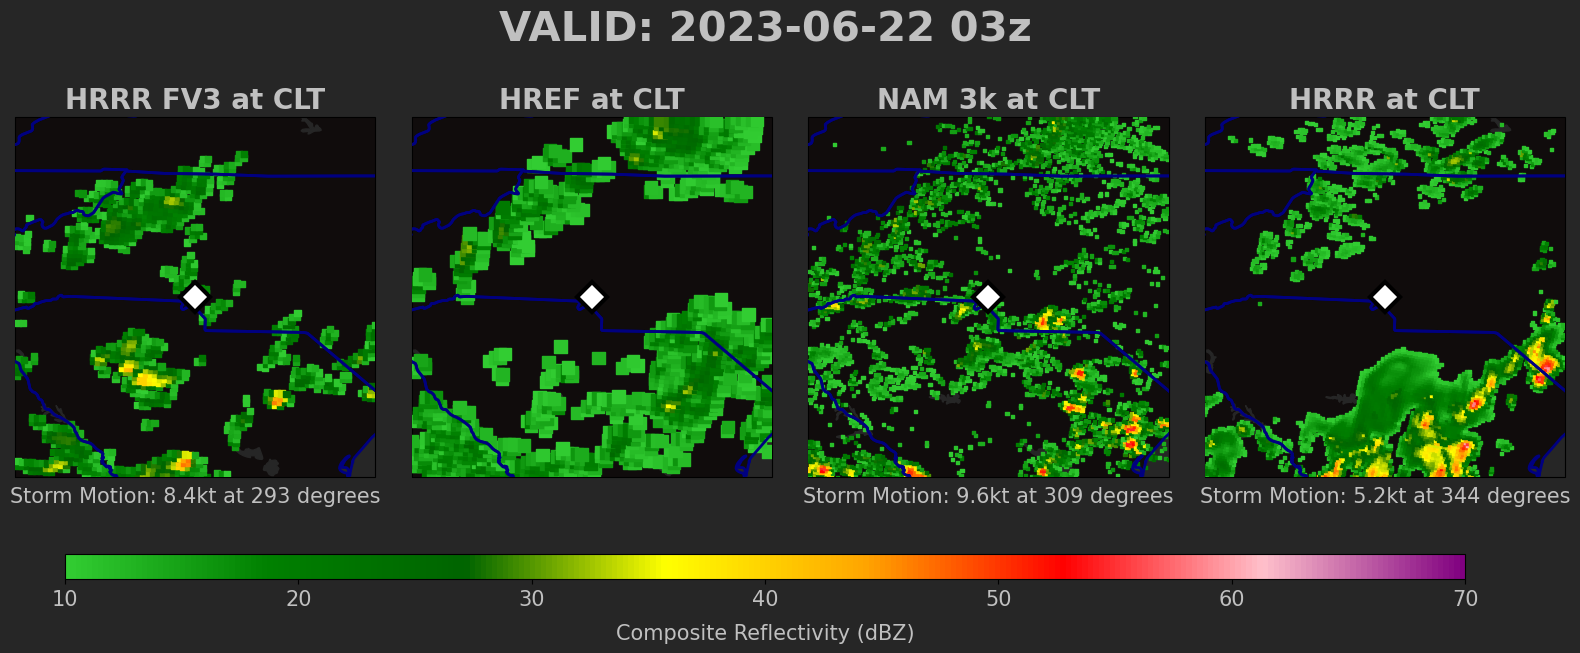 VALID: 2023-06-22 03z
HRRR FV3 at CLT
HREF at CLT
NAM 3k at CLT
HRRR at CLT
Storm Motion: 8.4kt at 293 degrees
Storm Motion: 9.6kt at 309 degrees
Storm Motion: 5.2kt at 344 degrees
10 20 30 40 50 60 70
Composite Reflectivity (dBZ)